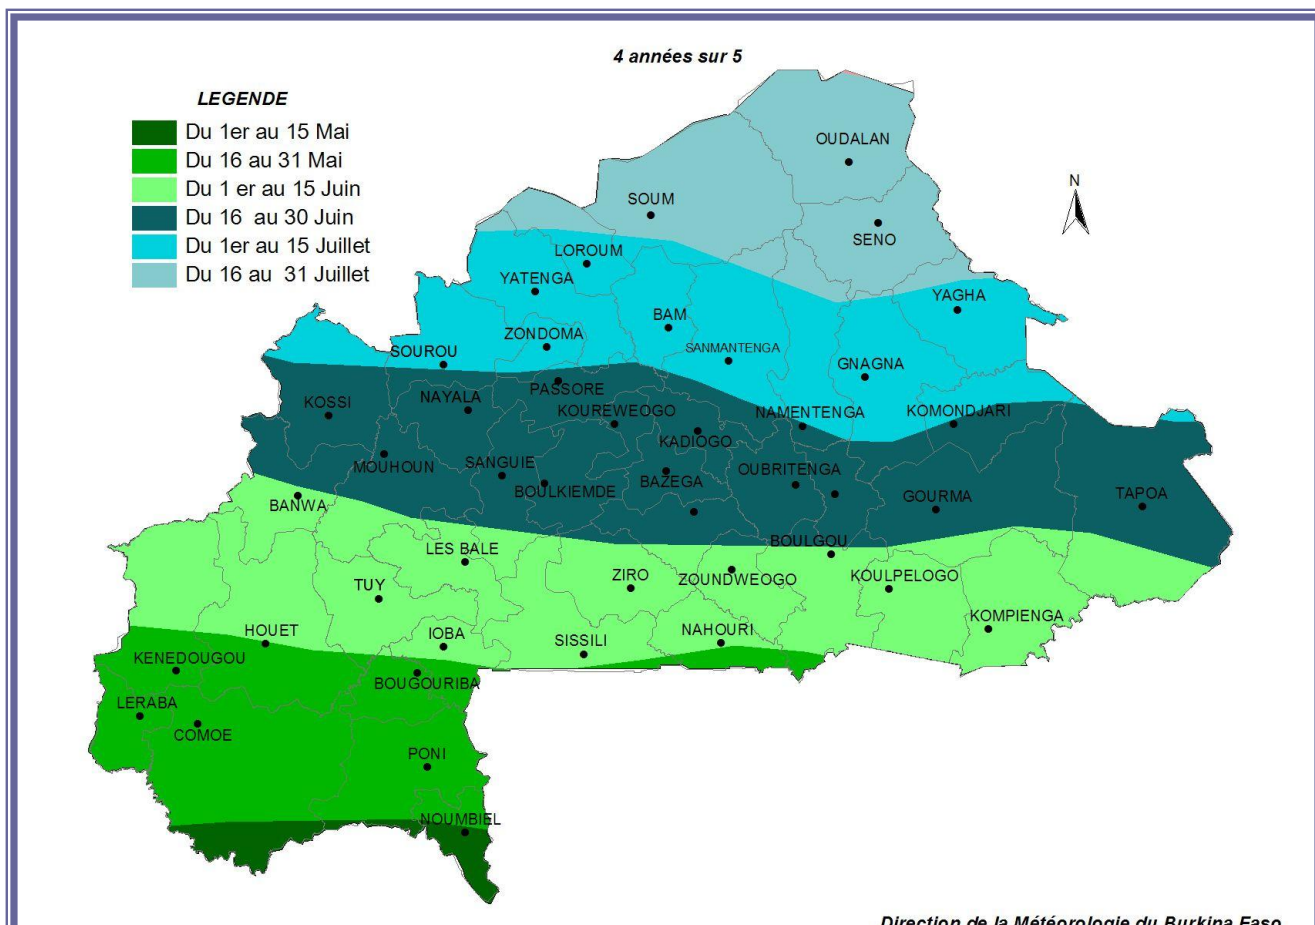 4 années sur 5
LEGENDE
Du 1er au 15 Mai
Du 16 au 31 Mai
Du 1 er au 15 Juin
Du 16 au 30 Juin
Du 1er au 15 Juillet
Du 16 au 31 Juillet
N
OUDALAN
SOUM
SENO
LOROUM
YATENGA
YAGHA
BAM
ZONDOMA
SANMANTENGA
SOUROU
GNAGNA
PASSORE
NAYALA
KOSSI
KOUREWEOGO
NAMENTENGA
KOMONDJARI
KADIOGO
MOUHOUN
SANGUIE
OUBRITENGA
BAZEGA
BOULKIEMDE
GOURMA
TAPOA
BANWA
BOULGOU
LES BALE
TUY
ZIRO
ZOUNDWEOGO
KOULPELOGO
KOMPIENGA
HOUET
IOBA
SISSILI
NAHOURI
KENEDOUGOU
BOUGOURIBA
LERABA
COMOE
PONI
NOUMBIEL
Direction de la Météorologie du Burkina Faso